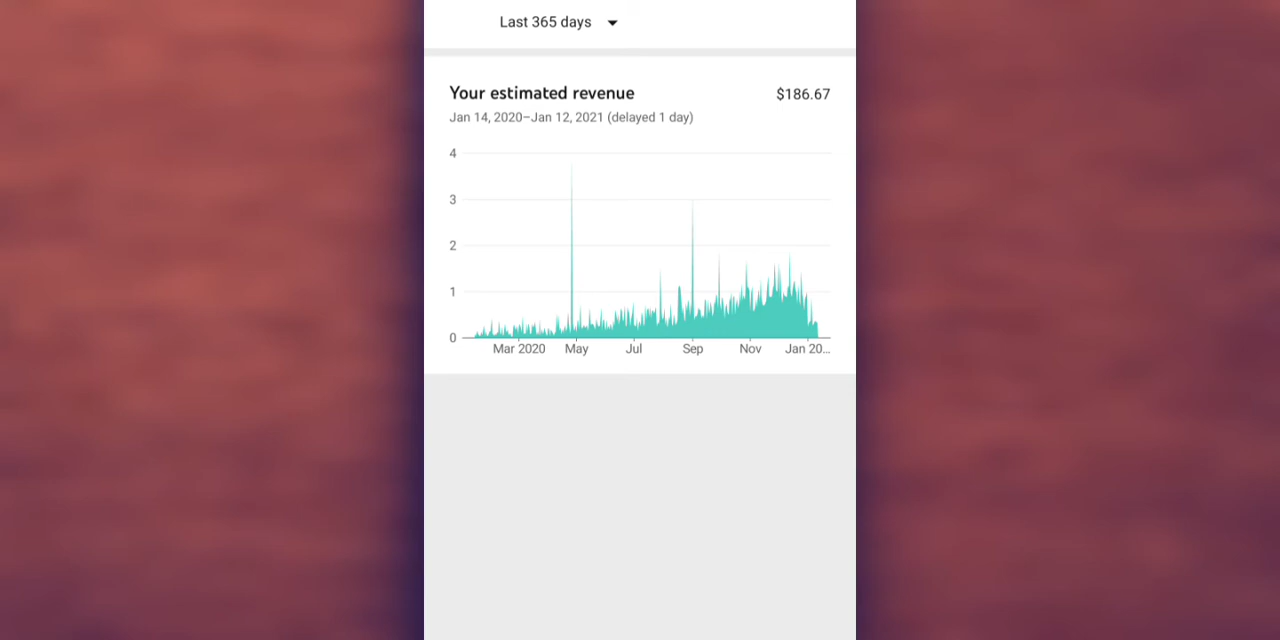 Last 365 days
Your estimated revenue $186.67
Jan 14, 2020–Jan 12, 2021 (delayed 1 day)
4
3
2
1
0
Mar 2020 May Jul Sep Nov Jan 20…